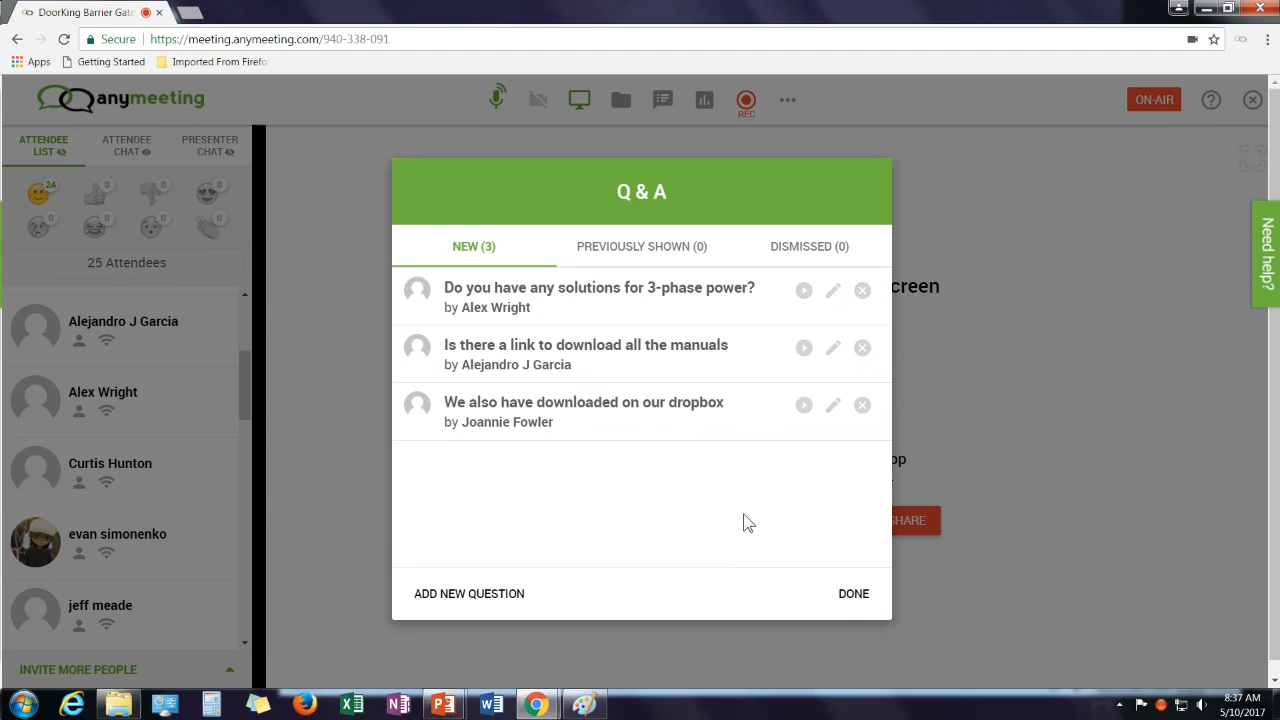 DoorKing Barrier Gate
Secure
https://meeting.anymeeting.com/940-338-091
Apps
Getting Started
Imported From Firefo
anymeeting
REC
ON-AIR
ATTENDEE
LIST
ATTENDEE
CHAT
PRESENTER
CHAT
24
0
0
0
0
0
0
0
25 Attendees
Alejandro J Garcia
Alex Wright
Curtis Hunton
evan simonenko
jeff meade
INVITE MORE PEOPLE
Q & A
NEW (3)
PREVIOUSLY SHOWN (0)
DISMISSED (0)
Do you have any solutions for 3-phase power?
by Alex Wright
Is there a link to download all the manuals
by Alejandro J Garcia
We also have downloaded on our dropbox
by Joannie Fowler
ADD NEW QUESTION
DONE
creen
pp
SHARE
Need help?
8:37 AM
5/10/2017